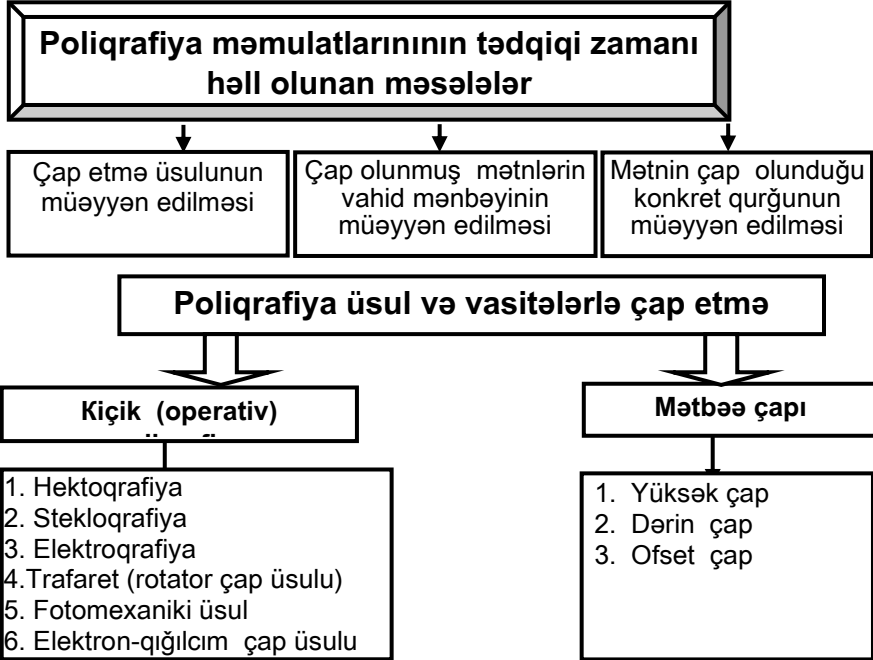 Poliqrafiya məmulatlarınının tədqiqi zamanı
həll olunan məsələlər
Çap etmə üsulunun
müəyyən edilməsi
Çap olunmuş mətnlərin
vahid mənbəyinin
müəyyən edilməsi
Mətnin çap olunduğu
konkret qurğunun
müəyyən edilməsi
Poliqrafiya üsul və vasitələrlə çap etmə
Kiçik (operativ)
Mətbəə çapı
1. Hektoqrafiya
2. Stekloqrafiya
3. Elektroqrafiya
4.Trafaret (rotator çap üsulu)
5. Fotomexaniki üsul
6. Elektron-qığılcım çap üsulu
1. Yüksək çap
2. Dərin çap
3. Ofset çap